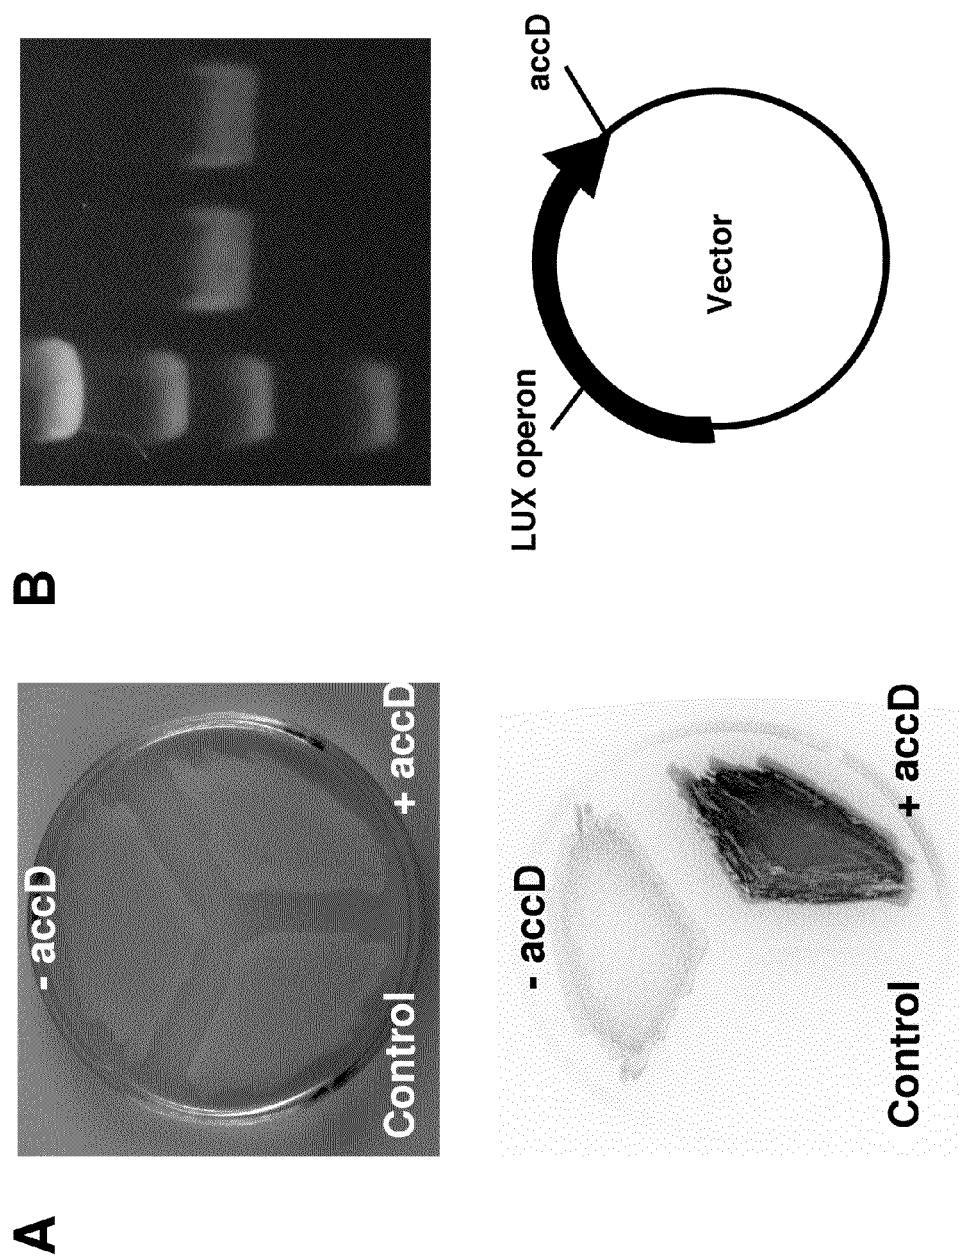 A
- accD
Control
+ accD
- accD
Control
+ accD
B
LUX operon
accD
Vector